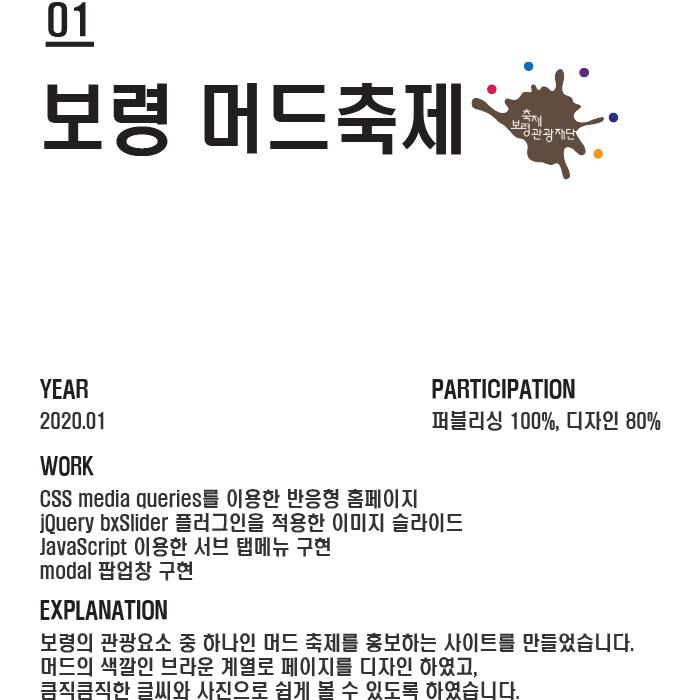 01
보령 머드축제
축제
보령관광재단
YEAR
2020.01
PARTICIPATION
퍼블리싱 100%, 디자인 80%
WORK
CSS media queries를 이용한 반응형 홈페이지
jQuery bxSlider 플러그인을 적용한 이미지 슬라이드
JavaScript 이용한 서브 탭메뉴 구현
modal 팝업창 구현
EXPLANATION
보령의 관광요소 중 하나인 머드 축제를 홍보하는 사이트를 만들었습니다.
머드의 색깔인 브라운 계열로 페이지를 디자인 하였고,
큼직큼직한 글씨와 사진으로 쉽게 볼 수 있도록 하였습니다.